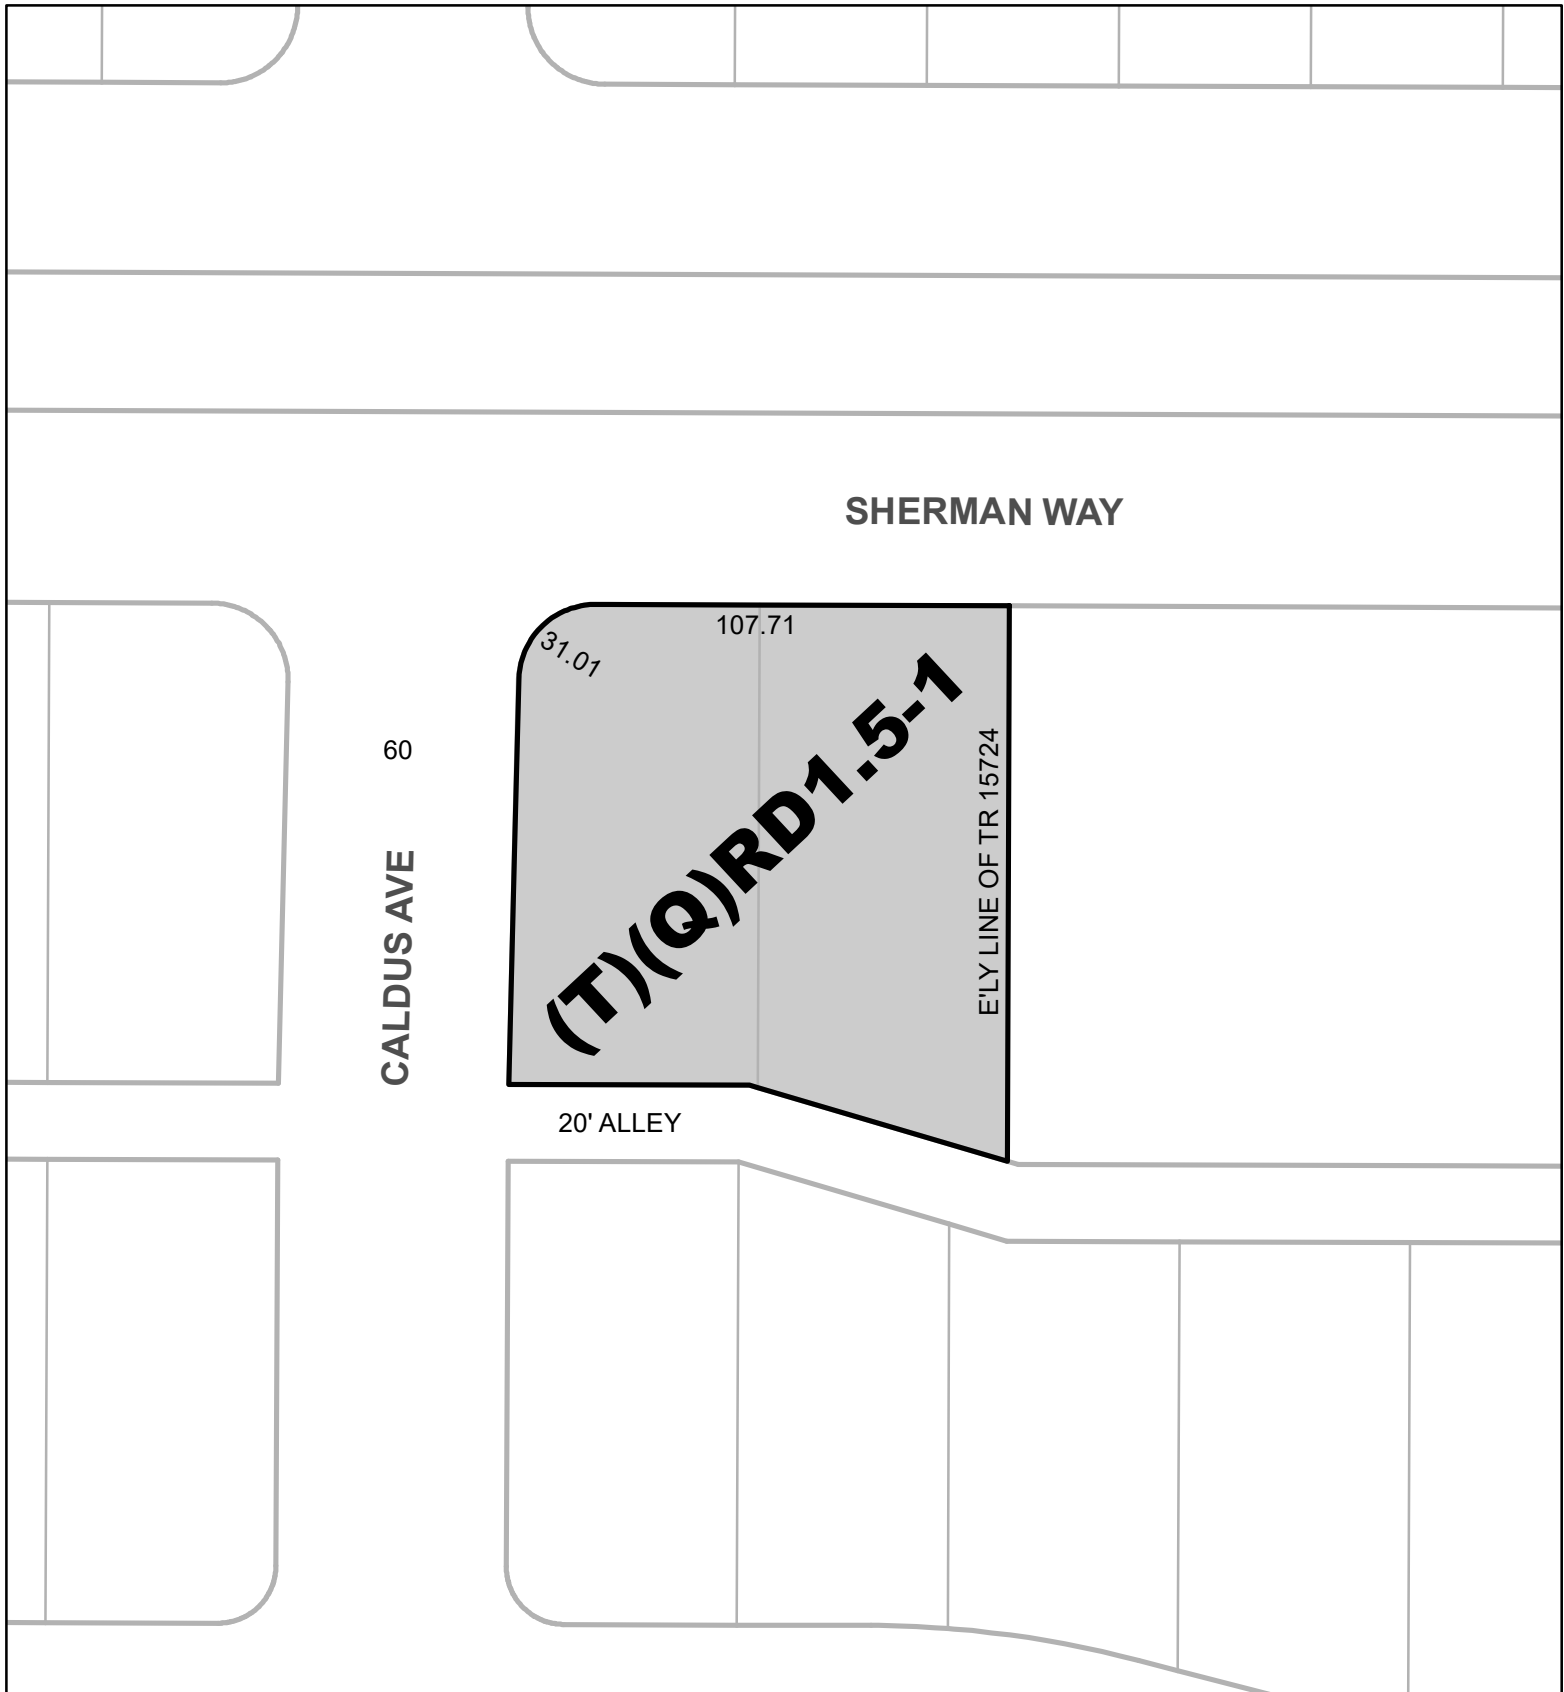 SHERMAN WAY
107.71
31.01
60
(T)(Q)RD1.5-1
E'LY LINE OF TR 15724
CALDUS AVE
20' ALLEY